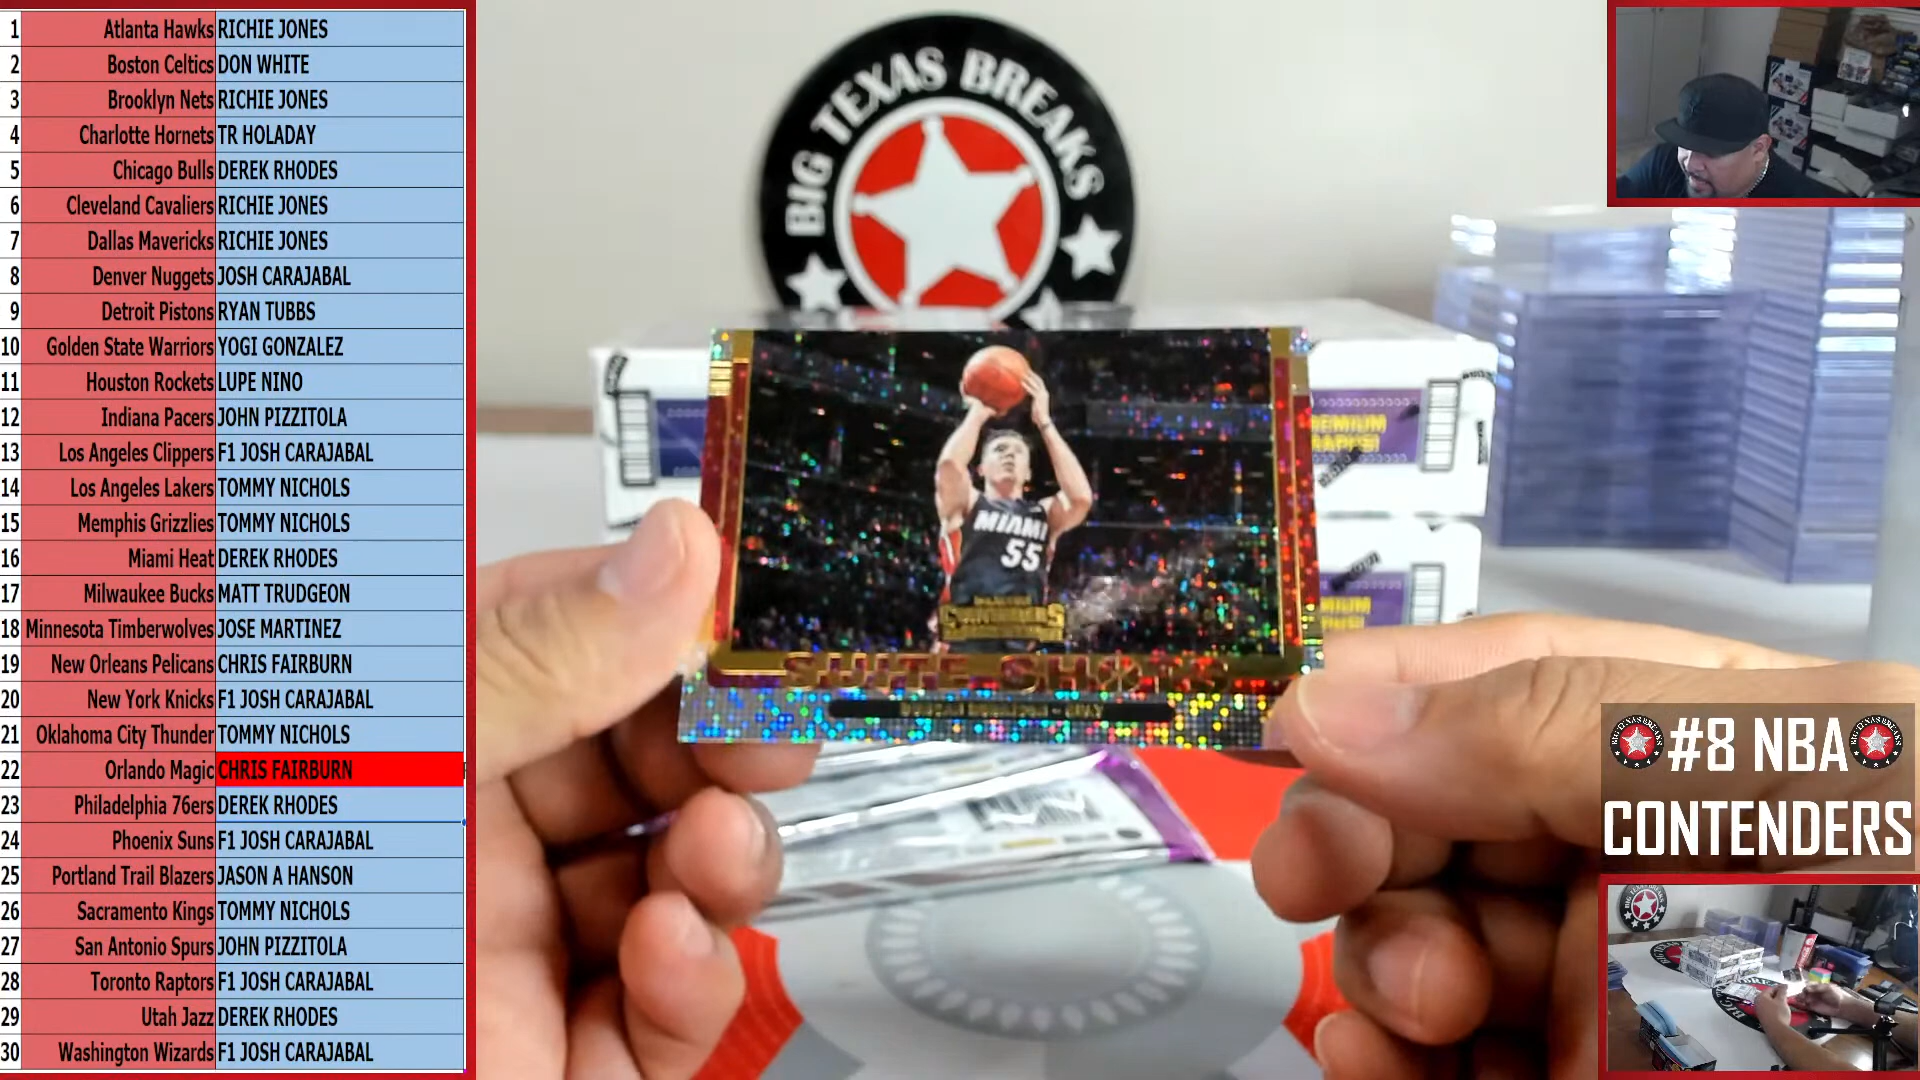 1 Atlanta Hawks RICHIE JONES
2 Boston Celtics DON WHITE
3 Brooklyn Nets RICHIE JONES
4 Charlotte Hornets TR HOLADAY
5 Chicago Bulls DEREK RHODES
6 Cleveland Cavaliers RICHIE JONES
7 Dallas Mavericks RICHIE JONES
8 Denver Nuggets JOSH CARAJABAL
9 Detroit Pistons RYAN TUBBS
10 Golden State Warriors YOGI GONZALEZ
11 Houston Rockets LUPE NINO
12 Indiana Pacers JOHN PIZZITOLA
13 Los Angeles Clippers F1 JOSH CARAJABAL
14 Los Angeles Lakers TOMMY NICHOLS
15 Memphis Grizzlies TOMMY NICHOLS
16 Miami Heat DEREK RHODES
17 Milwaukee Bucks MATT TRUDGEON
18 Minnesota Timberwolves JOSE MARTINEZ
19 New Orleans Pelicans CHRIS FAIRBURN
20 New York Knicks F1 JOSH CARAJABAL
21 Oklahoma City Thunder TOMMY NICHOLS
22 Orlando Magic CHRIS FAIRBURN
23 Philadelphia 76ers DEREK RHODES
24 Phoenix Suns F1 JOSH CARAJABAL
25 Portland Trail Blazers JASON A HANSON
26 Sacramento Kings TOMMY NICHOLS
27 San Antonio Spurs JOHN PIZZITOLA
28 Toronto Raptors F1 JOSH CARAJABAL
29 Utah Jazz DEREK RHODES
30 Washington Wizards F1 JOSH CARAJABAL
BIG TEXAS BREAKS
MIAMI
55
CONTENDERS
SUITE SHOTS
#8 NBA
CONTENDERS